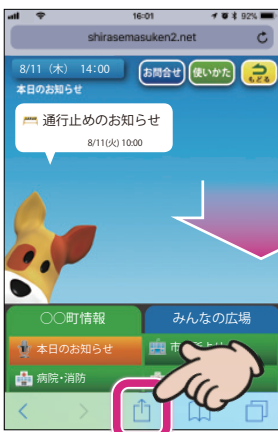 16:01
92%
shirasemasuken2.net
8/11（木）14:00
お問合せ
使いかた
もどる
本日のお知らせ
通行止めのお知らせ
8/11(火) 10:00
〇〇町情報
みんなの広場
本日のお知らせ
病院・消防